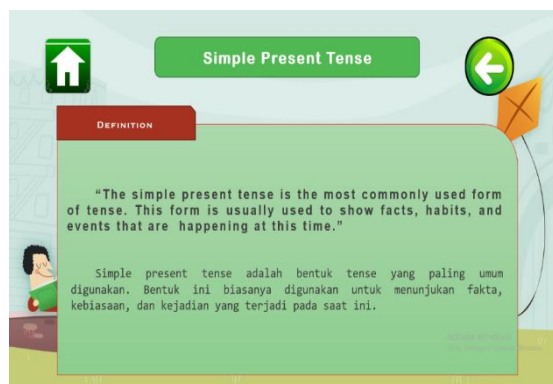 Simple Present Tense
DEFINITION
“The simple present tense is the most commonly used form
of tense. This form is usually used to show facts, habits, and
events that are happening at this time.”
Simple present tense adalah bentuk tense yang paling umum
digunakan. Bentuk ini biasanya digunakan untuk menunjukan fakta,
kebiasaan, dan kejadian yang terjadi pada saat ini.